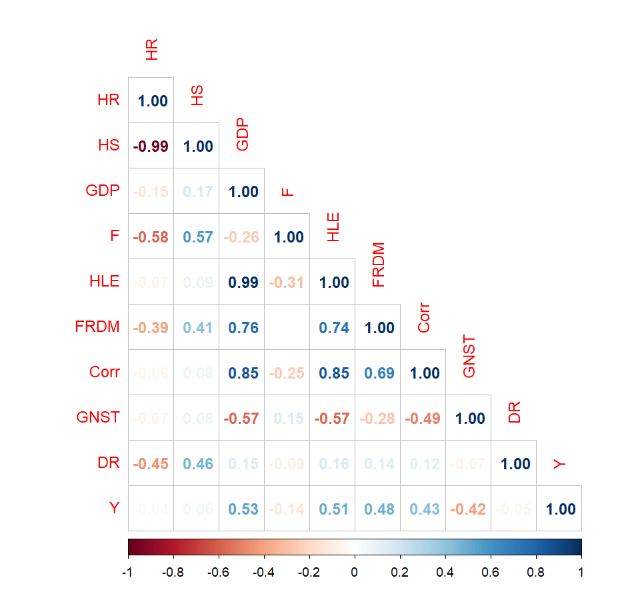 HR
HR 1.00 HS
HS -0.99 1.00 GDP
GDP -0.15 0.17 1.00 F
F -0.58 0.57 -0.26 1.00 HLE
HLE -0.07 0.09 0.99 -0.31 1.00 FRDM
FRDM -0.39 0.41 0.76 0.74 1.00 Corr
Corr -0.06 0.08 0.85 -0.25 0.85 0.69 1.00 GNST
GNST -0.07 0.08 -0.57 0.15 -0.57 -0.28 -0.49 1.00 DR
DR -0.45 0.46 0.15 -0.09 0.16 0.14 0.12 -0.07 1.00 Y
Y -0.04 0.06 0.53 -0.14 0.51 0.48 0.43 -0.42 -0.05 1.00
-1 -0.8 -0.6 -0.4 -0.2 0 0.2 0.4 0.6 0.8 1